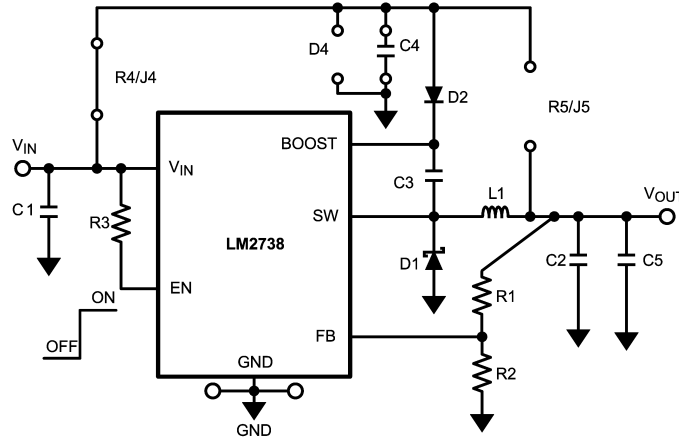 D4
C4
R4/J4
D2
R5/J5
VIN
BOOST
VIN
C3
L1
VOUT
C1
R3
SW
LM2738
D1
C2
C5
EN
R1
ON
OFF
FB
GND
R2
GND